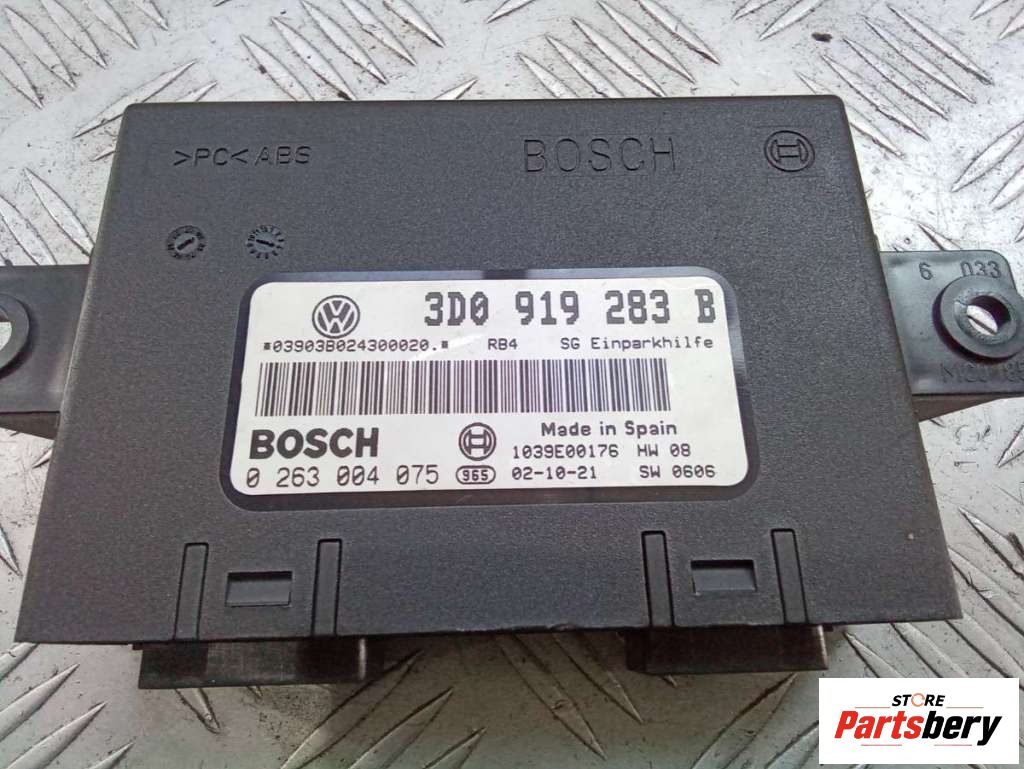 >PC<ABS
BOSCH
3D0 919 283 B
*03903B024300020.* RB4 SG Einparkhilfe
BOSCH
Made in Spain
1039E00176 HW 08
0 263 004 075 965 02-10-21 SW 0606
6 033
STORE
Partsbery